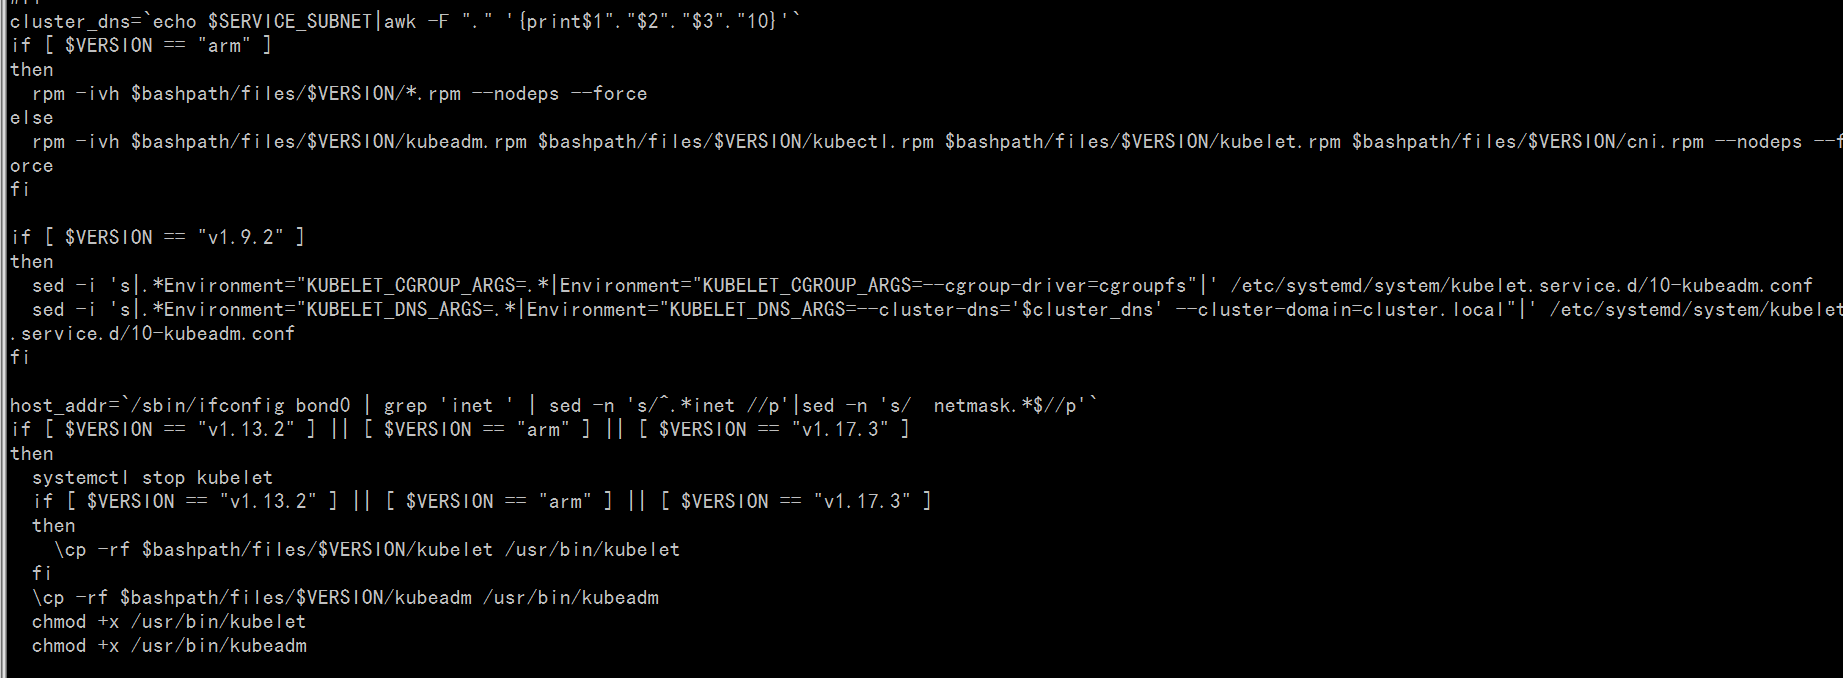 cluster_dns=`echo $SERVICE_SUBNET|awk -F "." '{print$1"."$2"."$3"."10}'`
if [ $VERSION == "arm" ]
then
  rpm -ivh $bashpath/files/$VERSION/*.rpm --nodeps --force
else
  rpm -ivh $bashpath/files/$VERSION/kubeadm.rpm $bashpath/files/$VERSION/kubectl.rpm $bashpath/files/$VERSION/kubelet.rpm $bashpath/files/$VERSION/cni.rpm --nodeps --f
orce
fi

if [ $VERSION == "v1.9.2" ]
then
  sed -i 's|.*Environment="KUBELET_CGROUP_ARGS=.*|Environment="KUBELET_CGROUP_ARGS=--cgroup-driver=cgroupfs"|' /etc/systemd/system/kubelet.service.d/10-kubeadm.conf
  sed -i 's|.*Environment="KUBELET_DNS_ARGS=.*|Environment="KUBELET_DNS_ARGS=--cluster-dns='$cluster_dns' --cluster-domain=cluster.local"|' /etc/systemd/system/kubelet
.service.d/10-kubeadm.conf
fi

host_addr=`/sbin/ifconfig bond0 | grep 'inet ' | sed -n 's/^.*inet //p'|sed -n 's/  netmask.*$//p'`
if [ $VERSION == "v1.13.2" ] || [ $VERSION == "arm" ] || [ $VERSION == "v1.17.3" ]
then
  systemctl stop kubelet
  if [ $VERSION == "v1.13.2" ] || [ $VERSION == "arm" ] || [ $VERSION == "v1.17.3" ]
  then
    \cp -rf $bashpath/files/$VERSION/kubelet /usr/bin/kubelet
  fi
  \cp -rf $bashpath/files/$VERSION/kubeadm /usr/bin/kubeadm
  chmod +x /usr/bin/kubelet
  chmod +x /usr/bin/kubeadm